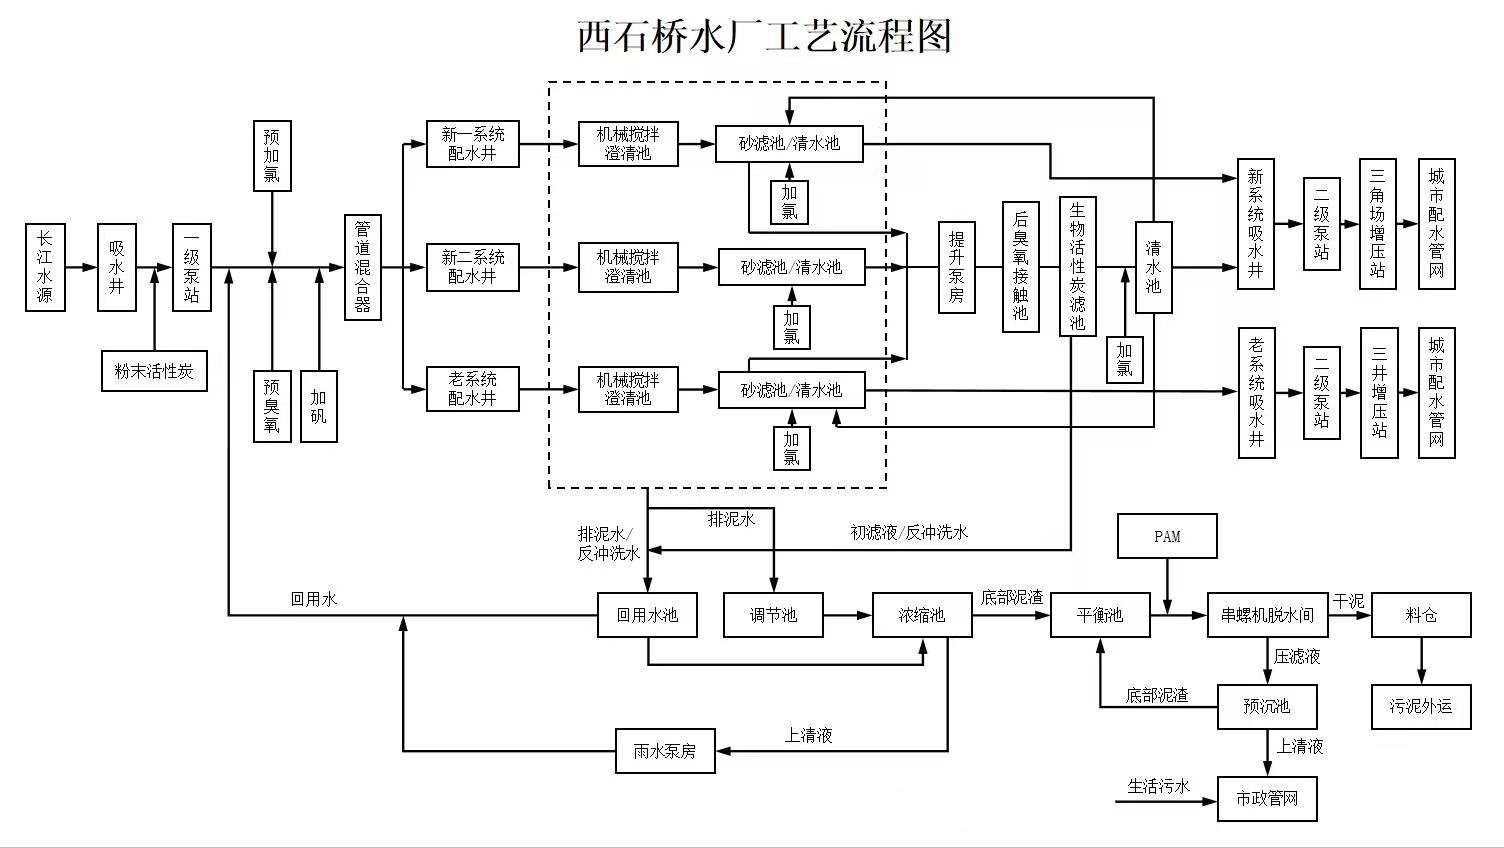 西石桥水厂工艺流程图
长江水源
吸水井
粉末活性炭
一级泵站
预加氯
预臭氧
加矾
管道混合器
新一系统
配水井
机械搅拌
澄清池
砂滤池/清水池
加氯
新二系统
配水井
机械搅拌
澄清池
砂滤池/清水池
加氯
老系统
配水井
机械搅拌
澄清池
砂滤池/清水池
加氯
提升泵房
后臭氧接触池
生物活性炭滤池
加氯
清水池
新系统吸水井
二级泵站
三角场增压站
城市配水管网
老系统吸水井
二级泵站
三井增压站
城市配水管网
排泥水/
反冲洗水
排泥水
初滤液/反冲洗水
PAM
回用水
回用水池
调节池
浓缩池
底部泥渣
平衡池
串螺机脱水间
干泥
料仓
压滤液
底部泥渣
预沉池
污泥外运
雨水泵房
上清液
上清液
生活污水
市政管网